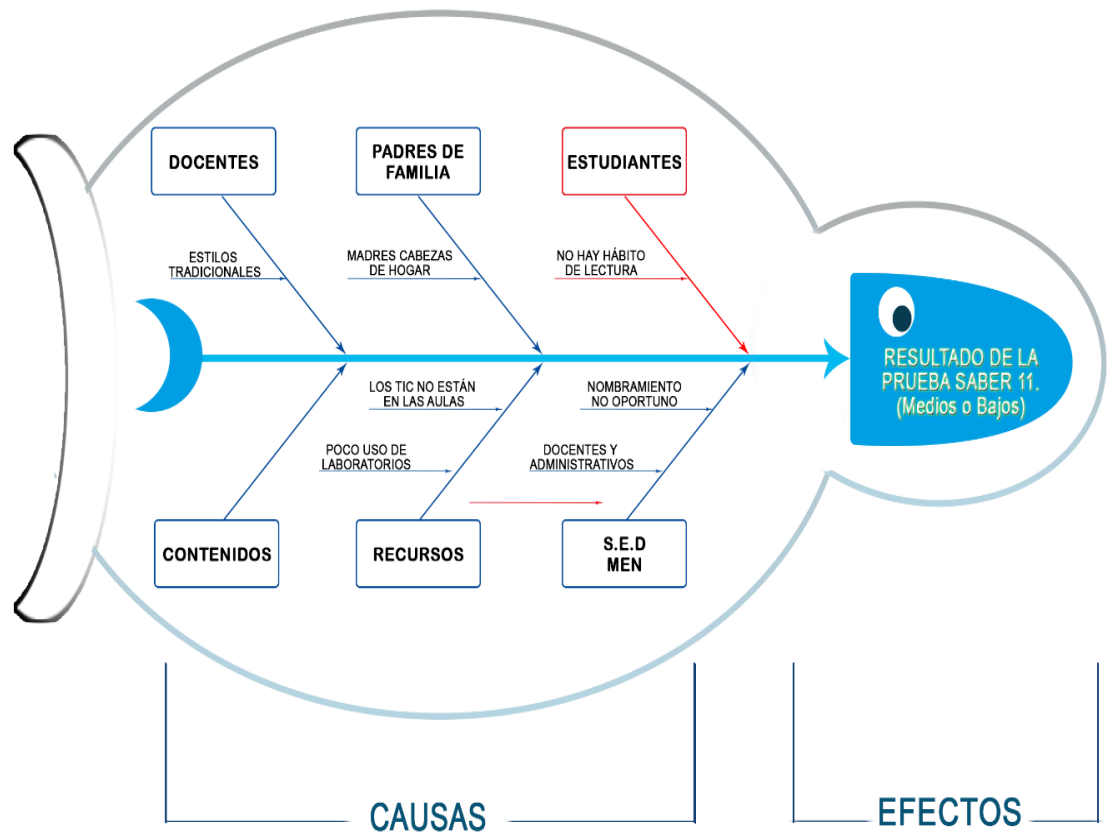 DOCENTES
PADRES DE
FAMILIA
ESTUDIANTES
ESTILOS
TRADICIONALES
MADRES CABEZAS
DE HOGAR
NO HAY HÁBITO
DE LECTURA
RESULTADO DE LA
PRUEBA SABER 11.
(Medios o Bajos)
LOS TIC NO ESTÁN
EN LAS AULAS
NOMBRAMIENTO
NO OPORTUNO
POCO USO DE
LABORATORIOS
DOCENTES Y
ADMINISTRATIVOS
CONTENIDOS
RECURSOS
S.E.D
MEN
CAUSAS
EFECTOS